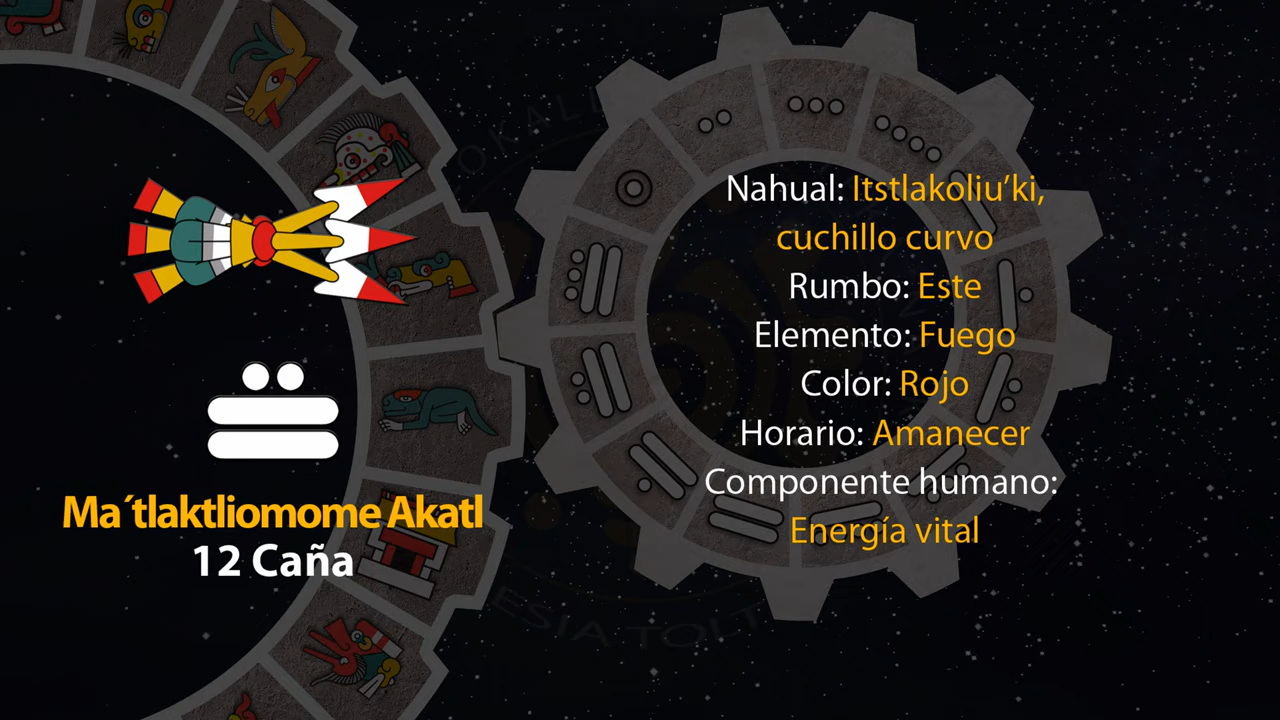 Ma´tlaktliomome Akatl
12 Caña
Nahual: Itstlakoliu’ki,
cuchillo curvo
Rumbo: Este
Elemento: Fuego
Color: Rojo
Horario: Amanecer
Componente humano:
Energía vital